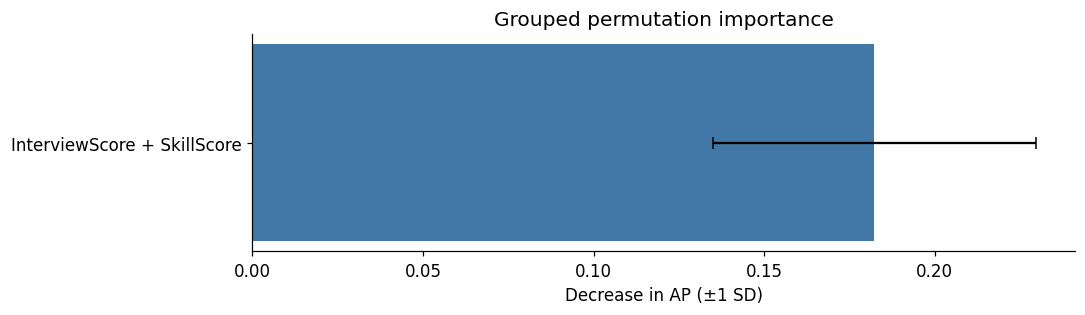 Grouped permutation importance
InterviewScore + SkillScore
0.00 0.05 0.10 0.15 0.20
Decrease in AP (±1 SD)